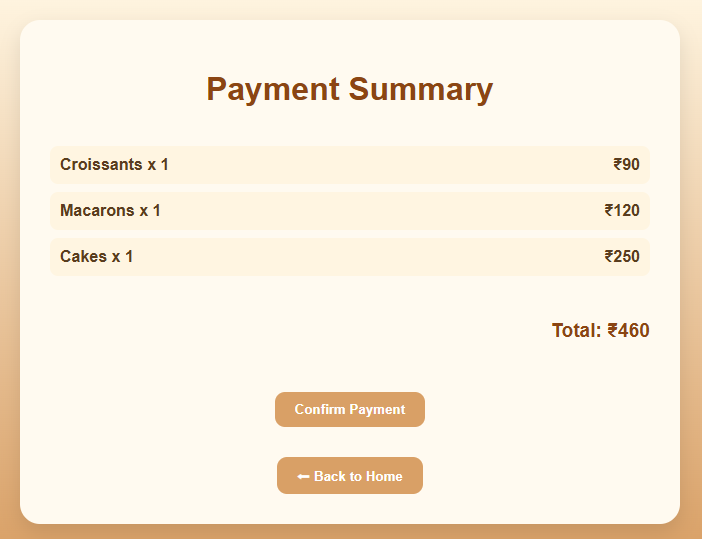 Payment Summary
Croissants x 1 ₹90
Macarons x 1 ₹120
Cakes x 1 ₹250
Total: ₹460
Confirm Payment
⬅ Back to Home